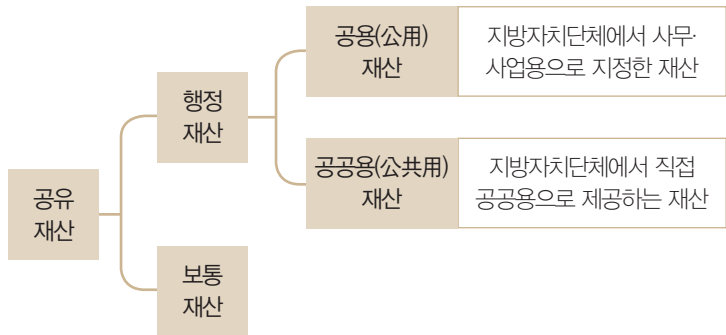 공용(公用)
재산
지방자치단체에서 사무·
사업용으로 지정한 재산
행정
재산
공공용(公共用)
재산
지방자치단체에서 직접
공공용으로 제공하는 재산
공유
재산
보통
재산